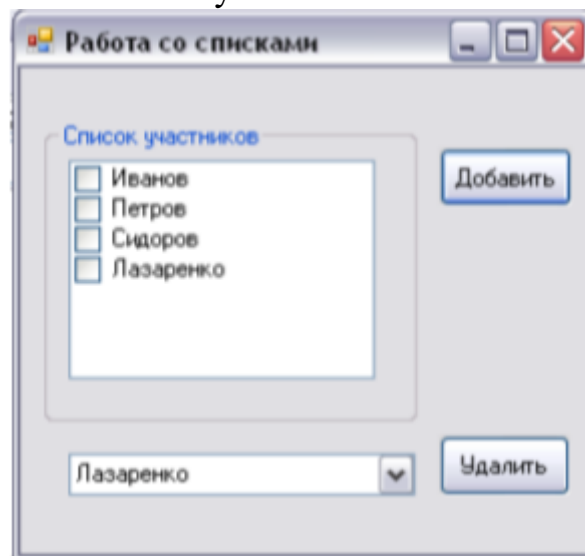 Работа со списками
Список участников
Иванов
Добавить
Петров
Сидоров
Лазаренко
Лазаренко
Удалить